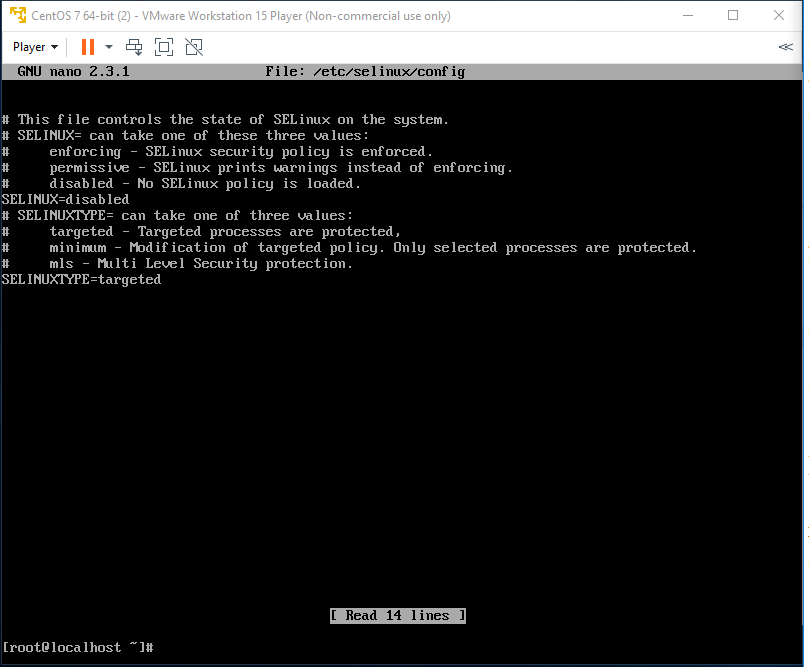 CentOS 7 64-bit (2) - VMware Workstation 15 Player (Non-commercial use only)
Player
GNU nano 2.3.1 File: /etc/selinux/config
# This file controls the state of SELinux on the system.
# SELINUX= can take one of these three values:
#     enforcing - SELinux security policy is enforced.
#     permissive - SELinux prints warnings instead of enforcing.
#     disabled - No SELinux policy is loaded.
SELINUX=disabled
# SELINUXTYPE= can take one of three values:
#     targeted - Targeted processes are protected,
#     minimum - Modification of targeted policy. Only selected processes are protected.
#     mls - Multi Level Security protection.
SELINUXTYPE=targeted
[ Read 14 lines ]
[root@localhost ~]#